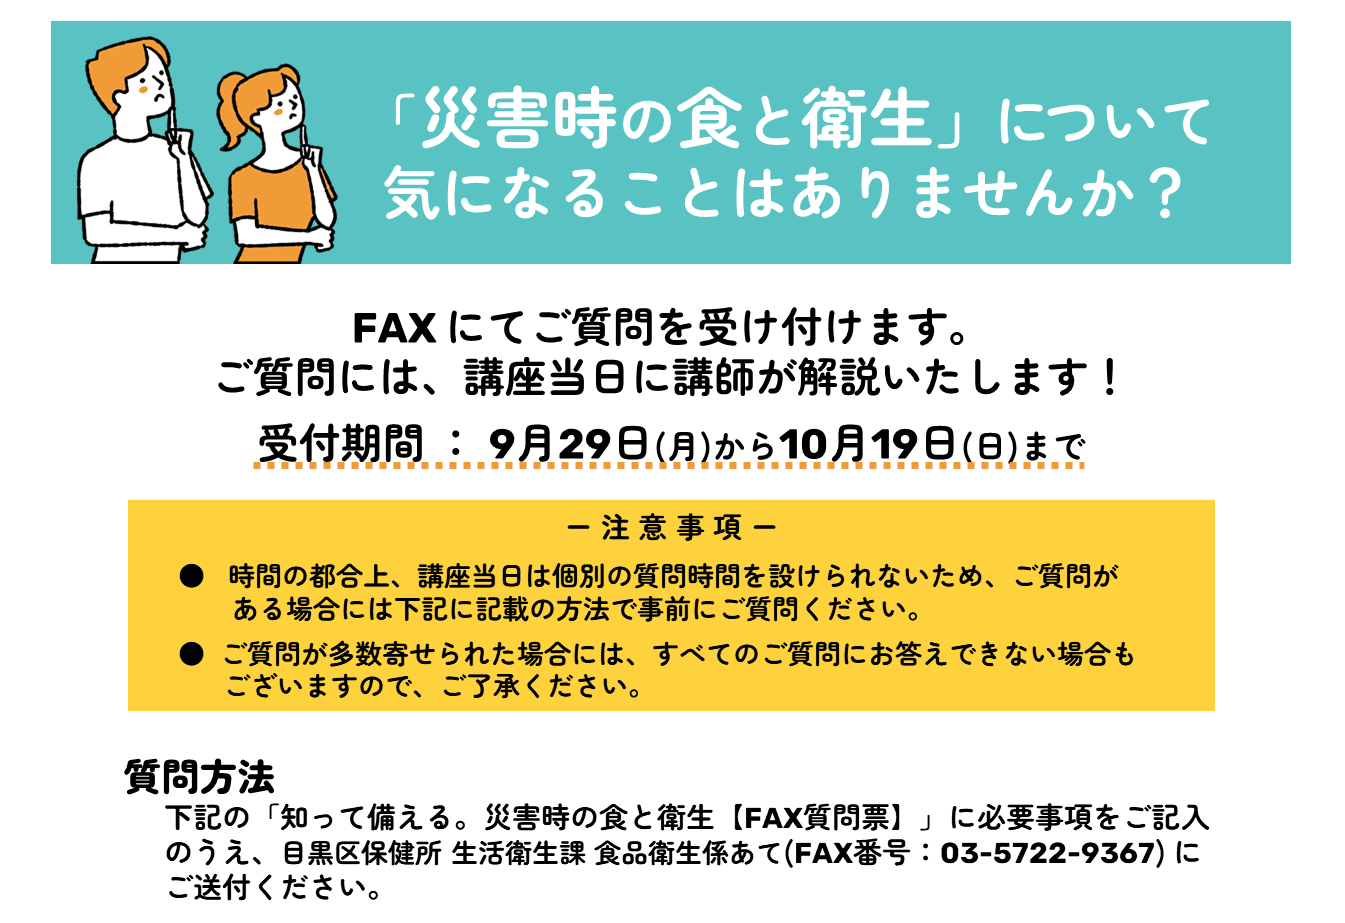 「災害時の食と衛生」について
気になることはありませんか？
FAX にてご質問を受け付けます。
ご質問には、講座当日に講師が解説いたします！
受付期間 ： 9月29日(月)から10月19日(日)まで
ー 注 意 事 項 ー
● 時間の都合上、講座当日は個別の質問時間を設けられないため、ご質問が
ある場合には下記に記載の方法で事前にご質問ください。
● ご質問が多数寄せられた場合には、すべてのご質問にお答えできない場合も
ございますので、ご了承ください。
質問方法
下記の「知って備える。災害時の食と衛生【FAX質問票】」に必要事項をご記入
のうえ、目黒区保健所 生活衛生課 食品衛生係あて(FAX番号：03-5722-9367) に
ご送付ください。